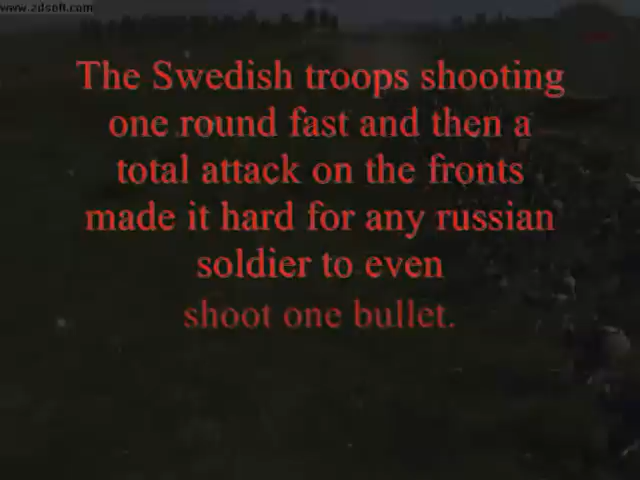 www.zdsoft.com
The Swedish troops shooting
one round fast and then a
total attack on the fronts
made it hard for any russian
soldier to even
shoot one bullet.